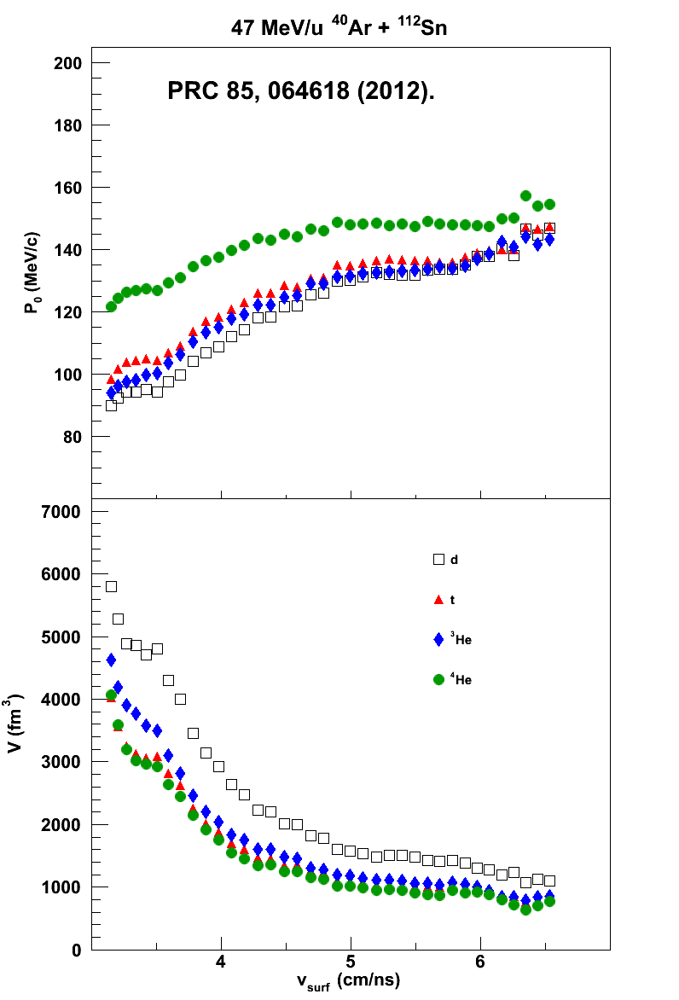 47 MeV/u ⁴⁰Ar + ¹¹²Sn
PRC 85, 064618 (2012).
200
180
160
140
120
100
80
P₀ (MeV/c)
7000
6000
5000
4000
3000
2000
1000
0
V (fm³)
d
t
³He
⁴He
4 5 6
v_surf (cm/ns)